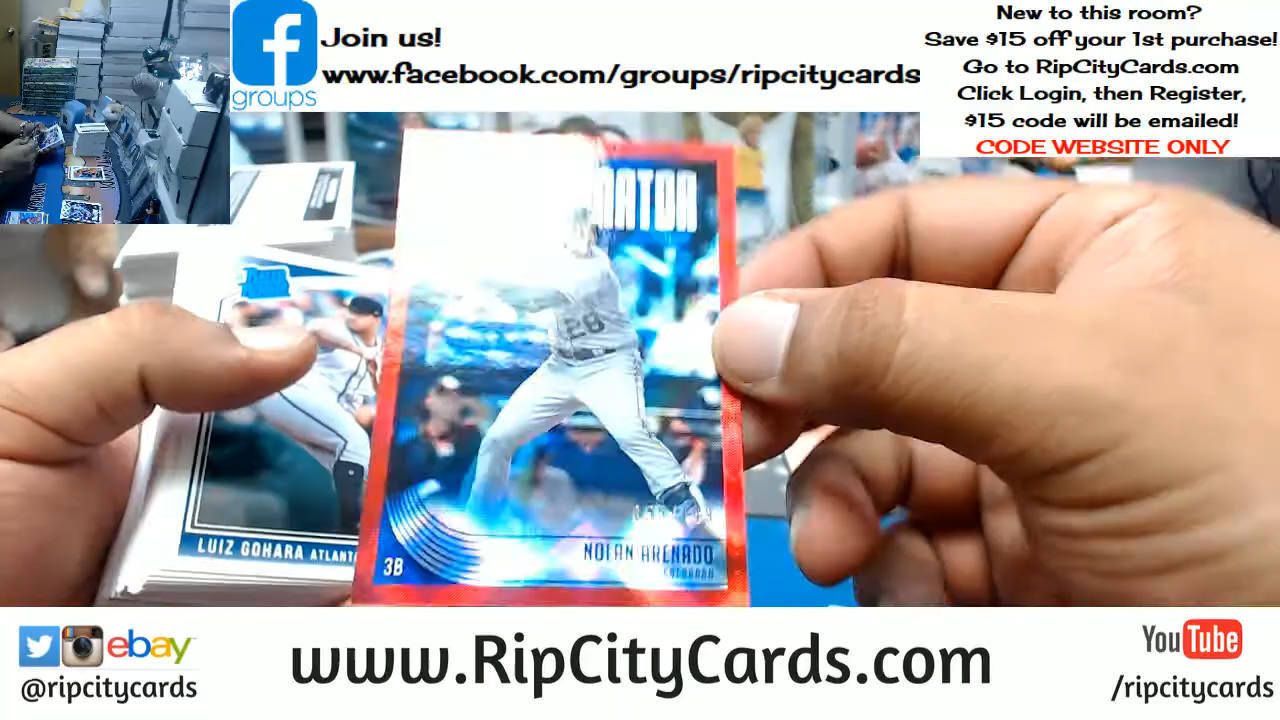 Join us!
www.facebook.com/groups/ripcitycards
groups
New to this room?
Save $15 off your 1st purchase!
Go to RipCityCards.com
Click Login, then Register,
$15 code will be emailed!
CODE WEBSITE ONLY
28
LUIZ GOHARA
3B
NOLAN ARENADO
ebay
@ripcitycards
www.RipCityCards.com
YouTube
/ripcitycards